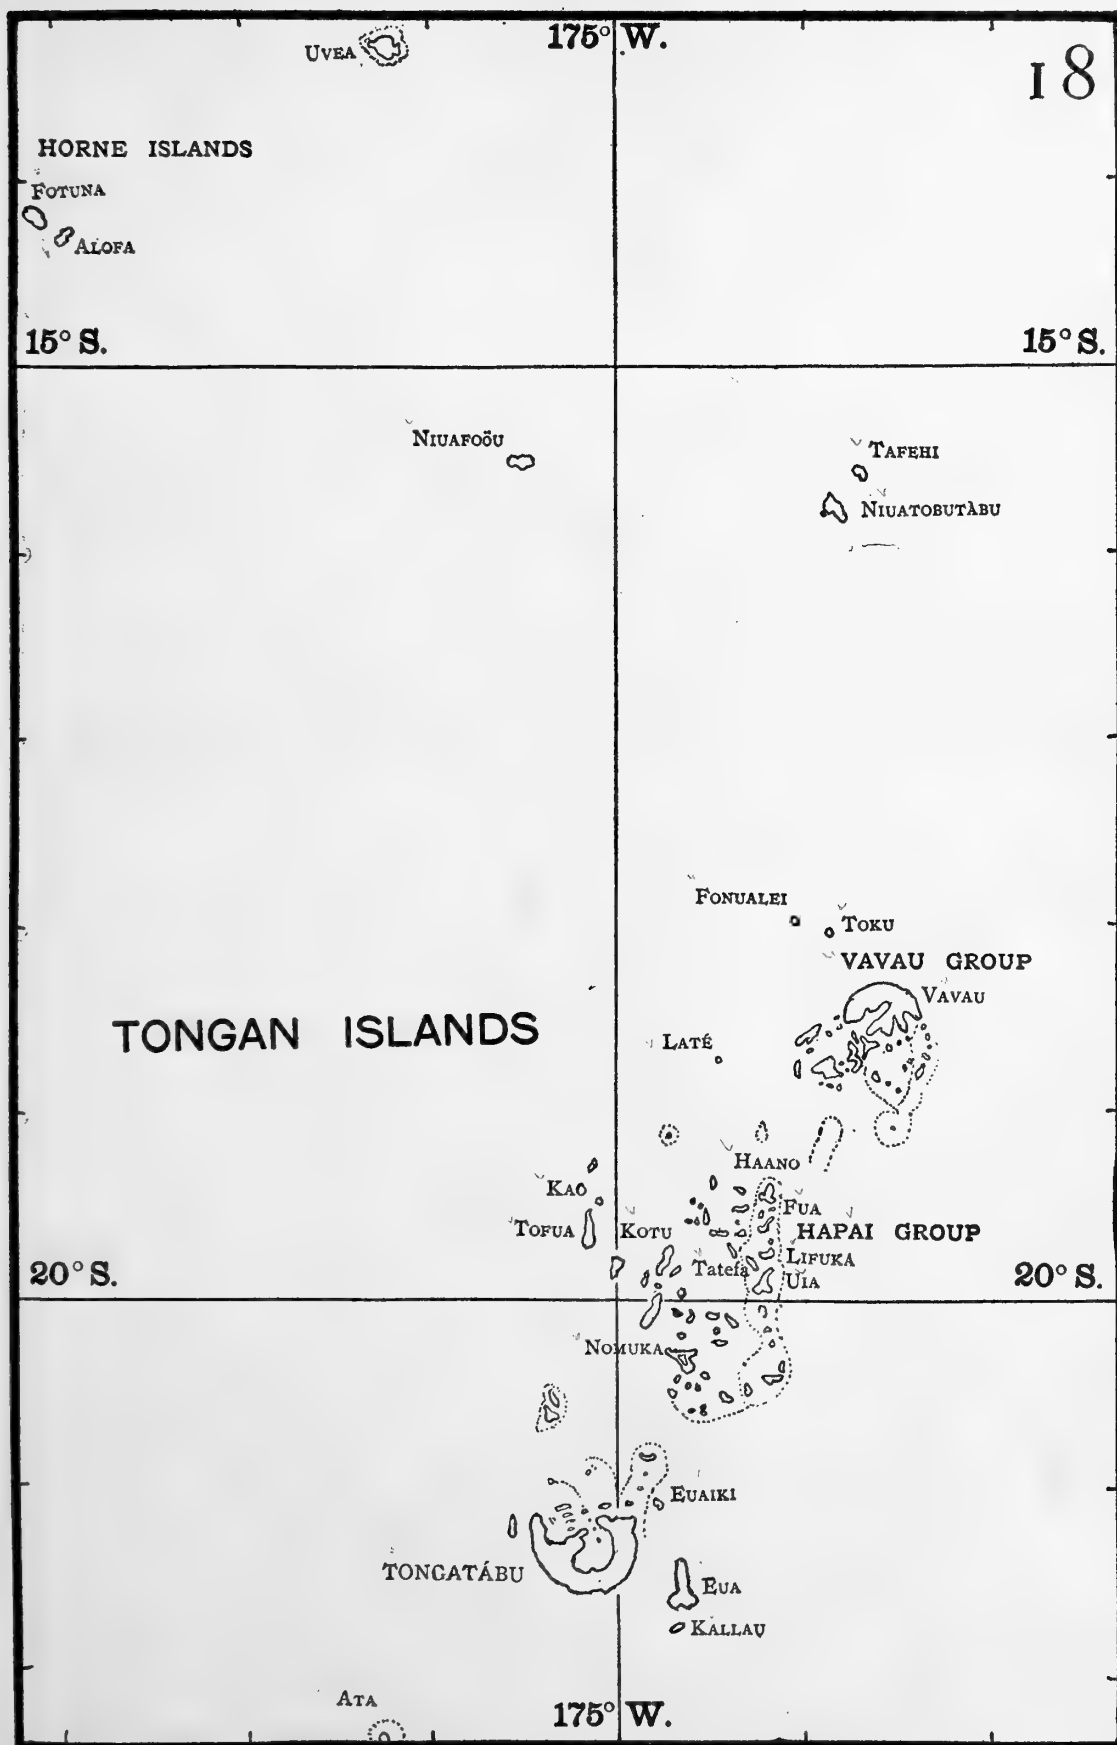 UVEA
175° W.
18
HORNE ISLANDS
FOTUNA
ALOFA
15° S.
15° S.
NIUAFOÖU
TAFEHI
NIUATOBUTÀBU
FONUALEI
TOKU
VAVAU GROUP
VAVAU
TONGAN ISLANDS
LATÉ
HAANO
KAO
FUA
TOFUA
KOTU
HAPAI GROUP
LIFUKA
Tatefa
UIA
20° S.
20° S.
NOMUKA
EUAIKI
TONGATÁBU
EUA
KALLAU
ATA
175° W.